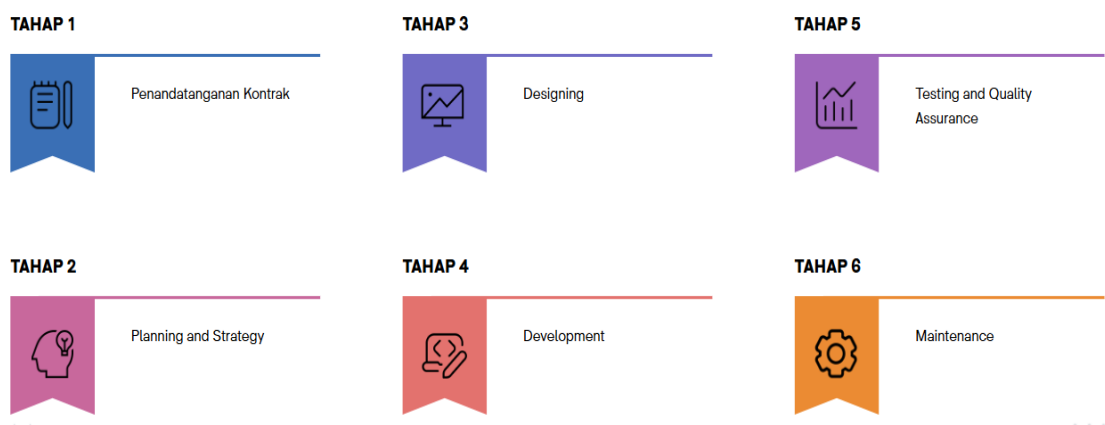 TAHAP 1
Penandatanganan Kontrak
TAHAP 2
Planning and Strategy
TAHAP 3
Designing
TAHAP 4
Development
TAHAP 5
Testing and Quality
Assurance
TAHAP 6
Maintenance